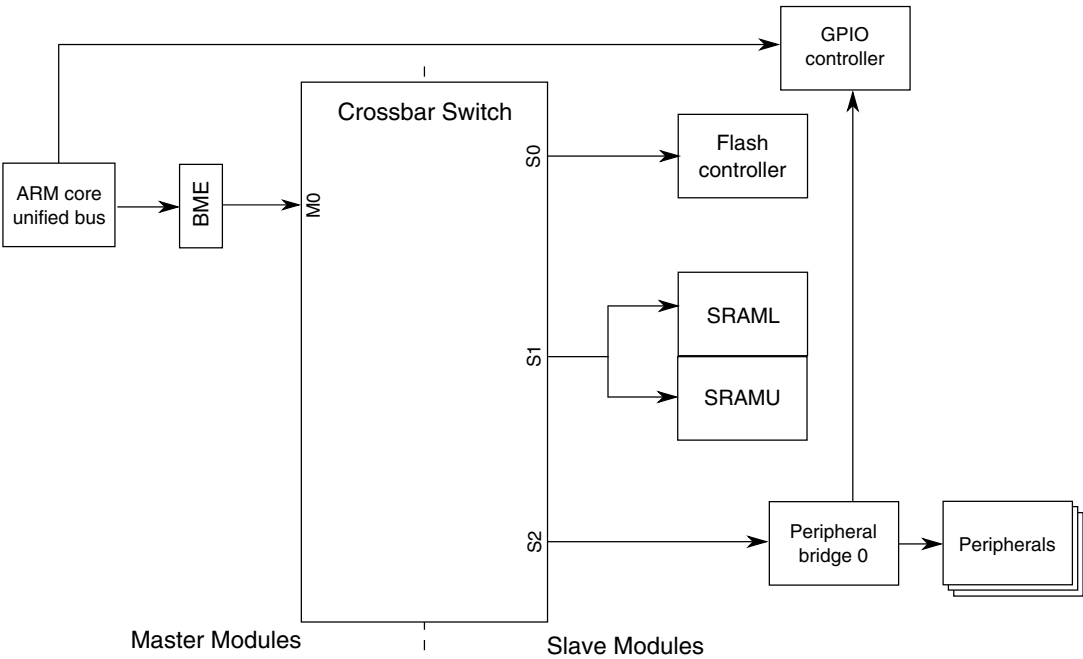 GPIO
controller
Crossbar Switch
S0
Flash
controller
ARM core
unified bus
BME
M0
SRAML
S1
SRAMU
S2
Peripheral
bridge 0
Peripherals
Master Modules
Slave Modules